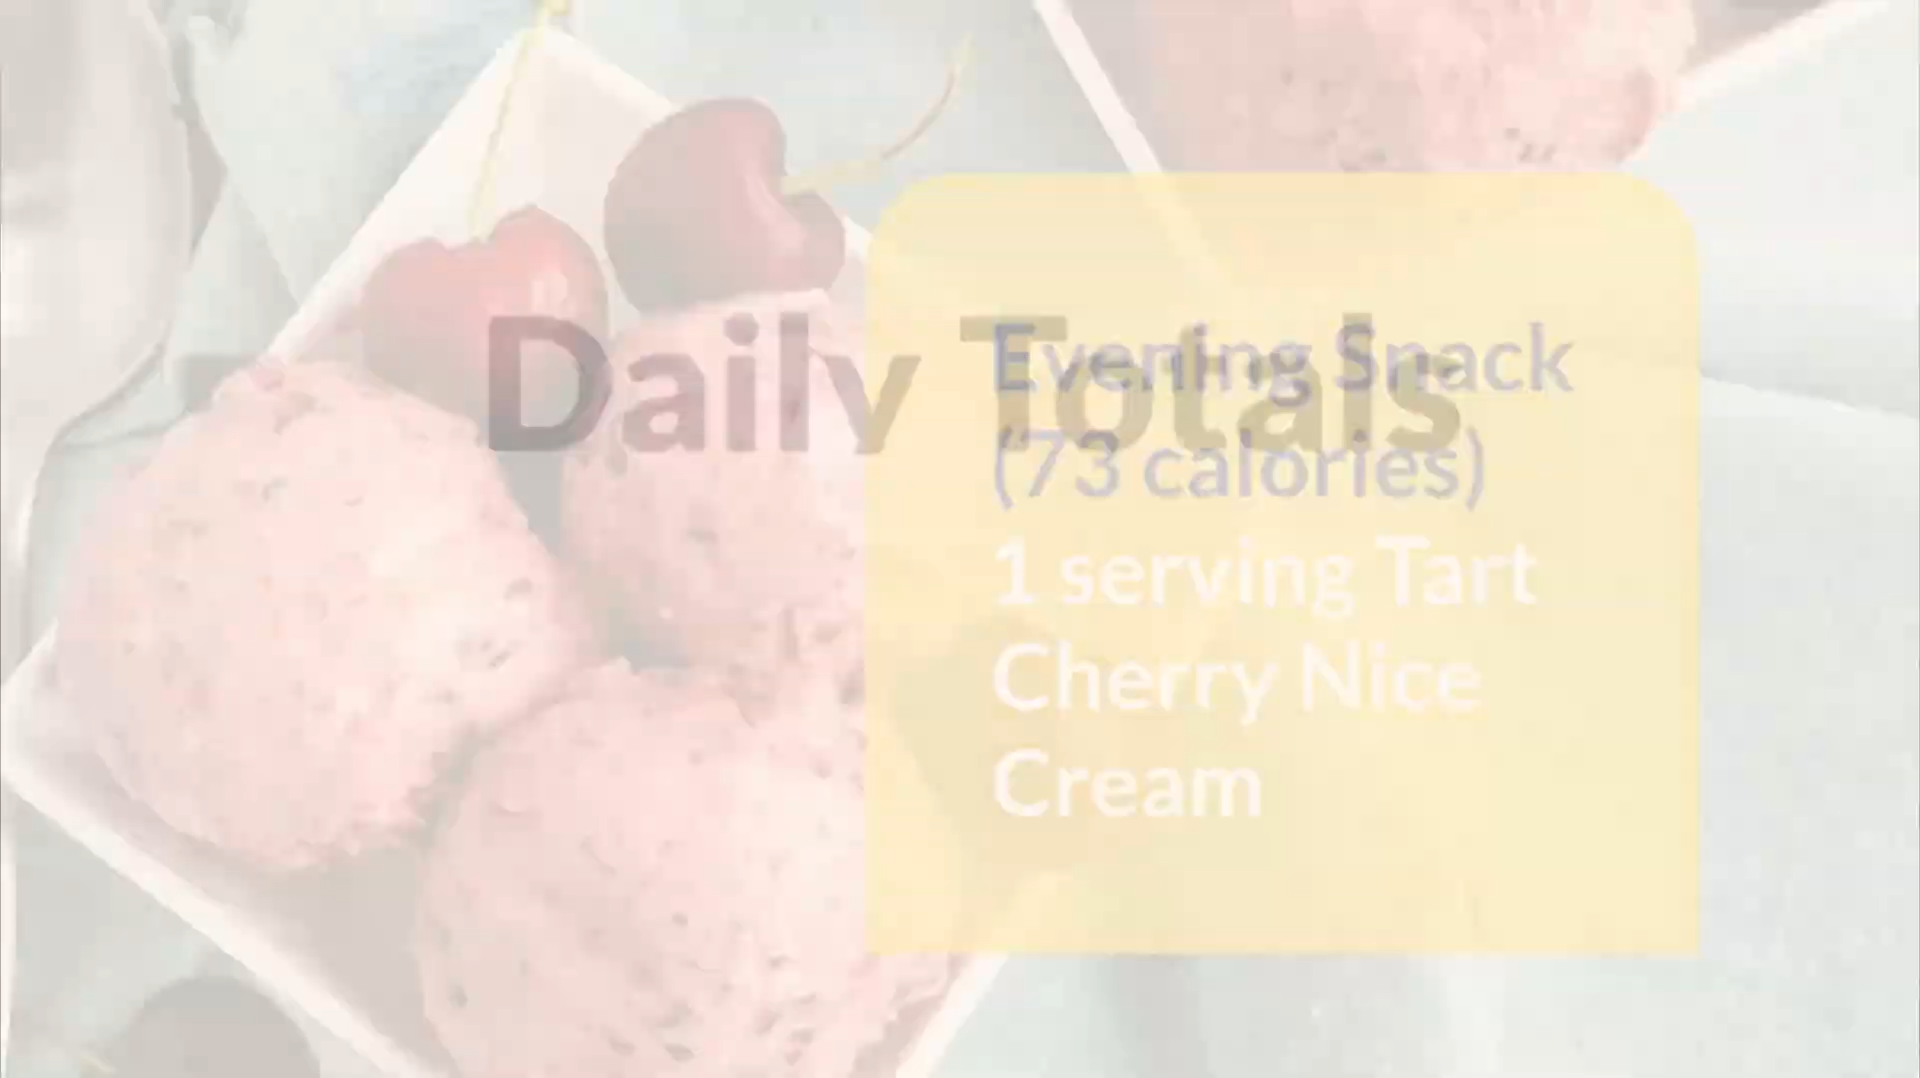 Daily Totals
Evening Snack
(73 calories)
1 serving Tart
Cherry Nice
Cream